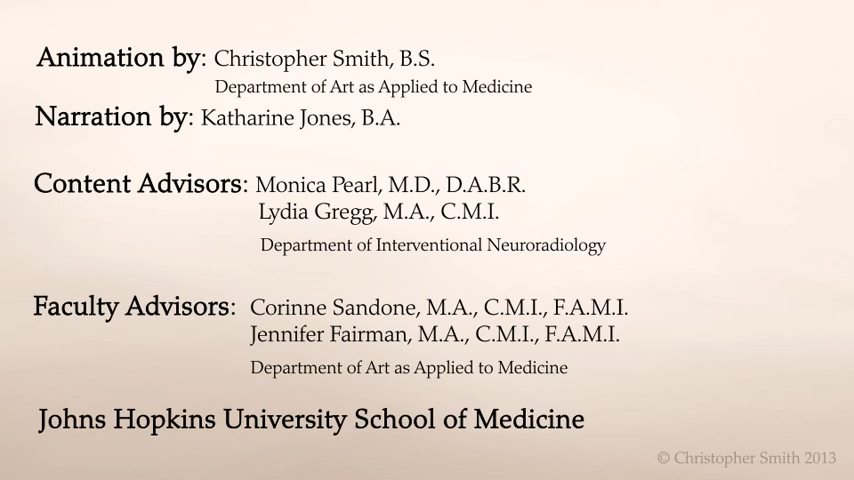 Animation by: Christopher Smith, B.S.
Department of Art as Applied to Medicine
Narration by: Katharine Jones, B.A.
Content Advisors: Monica Pearl, M.D., D.A.B.R.
Lydia Gregg, M.A., C.M.I.
Department of Interventional Neuroradiology
Faculty Advisors: Corinne Sandone, M.A., C.M.I., F.A.M.I.
Jennifer Fairman, M.A., C.M.I., F.A.M.I.
Department of Art as Applied to Medicine
Johns Hopkins University School of Medicine
© Christopher Smith 2013